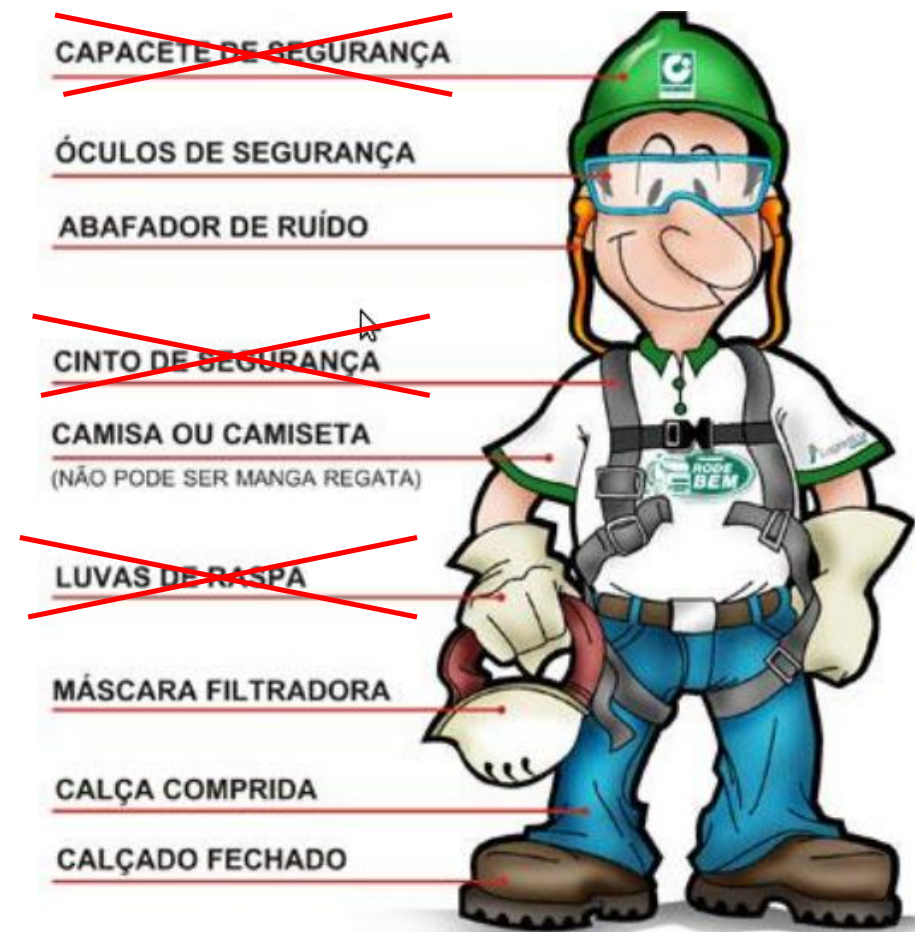 CAPACETE DE SEGURANÇA
ÓCULOS DE SEGURANÇA
ABAFADOR DE RUÍDO
CINTO DE SEGURANÇA
CAMISA OU CAMISETA
(NÃO PODE SER MANGA REGATA)
RODE
BEM
LUVAS DE RASPA
MÁSCARA FILTRADORA
CALÇA COMPRIDA
CALÇADO FECHADO